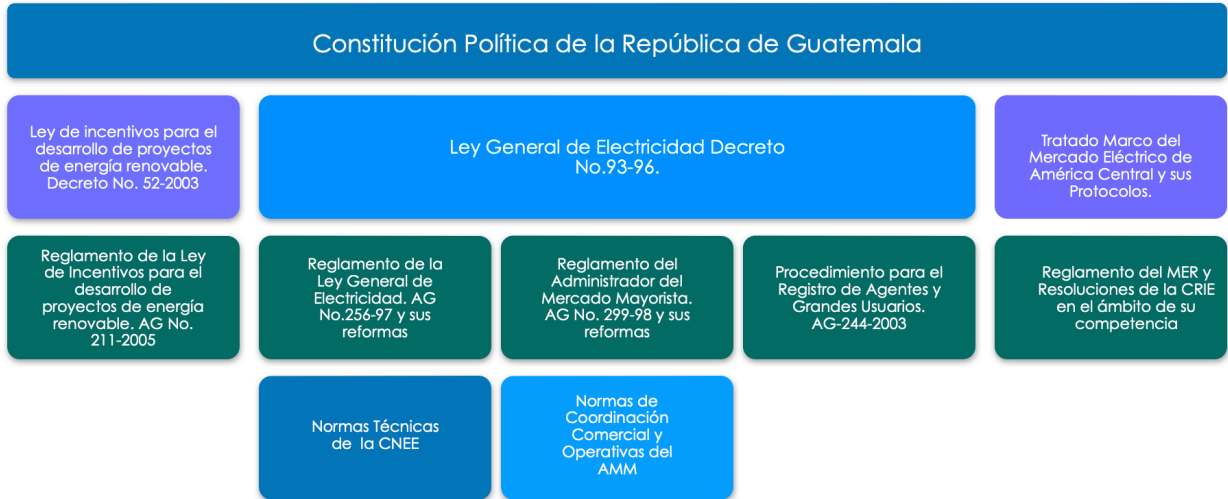 Constitución Política de la República de Guatemala
Ley de incentivos para el
desarrollo de proyectos
de energía renovable.
Decreto No. 52-2003
Ley General de Electricidad Decreto
No.93-96.
Tratado Marco del
Mercado Eléctrico de
América Central y sus
Protocolos.
Reglamento de la Ley
de Incentivos para el
desarrollo de
proyectos de energía
renovable. AG No.
211-2005
Reglamento de la
Ley General de
Electricidad. AG
No.256-97 y sus
reformas
Reglamento del
Administrador del
Mercado Mayorista.
AG No. 299-98 y sus
reformas
Procedimiento para el
Registro de Agentes y
Grandes Usuarios.
AG-244-2003
Reglamento del MER y
Resoluciones de la CRIE
en el ámbito de su
competencia
Normas Técnicas
de la CNEE
Normas de
Coordinación
Comercial y
Operativas del
AMM